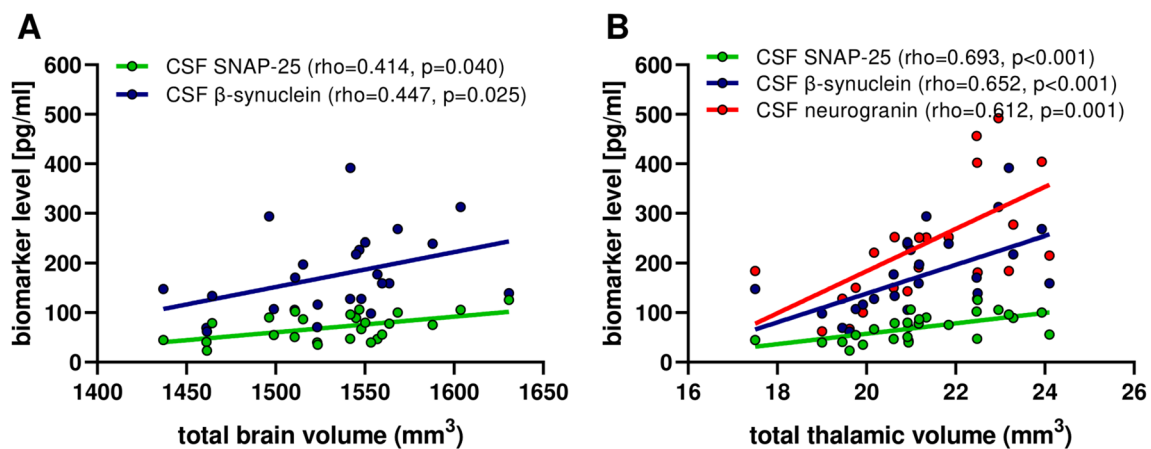 A
CSF SNAP-25 (rho=0.414, p=0.040)
CSF β-synuclein (rho=0.447, p=0.025)
biomarker level [pg/ml]
600
500
400
300
200
100
0
1400 1450 1500 1550 1600 1650
total brain volume (mm³)
B
CSF SNAP-25 (rho=0.693, p<0.001)
CSF β-synuclein (rho=0.652, p<0.001)
CSF neurogranin (rho=0.612, p=0.001)
biomarker level [pg/ml]
600
500
400
300
200
100
0
16 18 20 22 24 26
total thalamic volume (mm³)